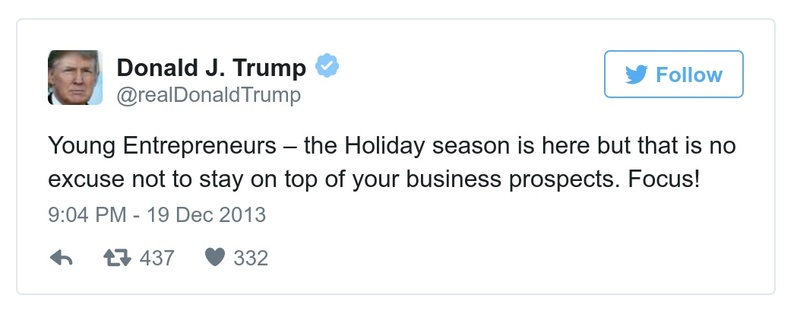 Donald J. Trump
@realDonaldTrump
Follow
Young Entrepreneurs – the Holiday season is here but that is no
excuse not to stay on top of your business prospects. Focus!
9:04 PM - 19 Dec 2013
437 332